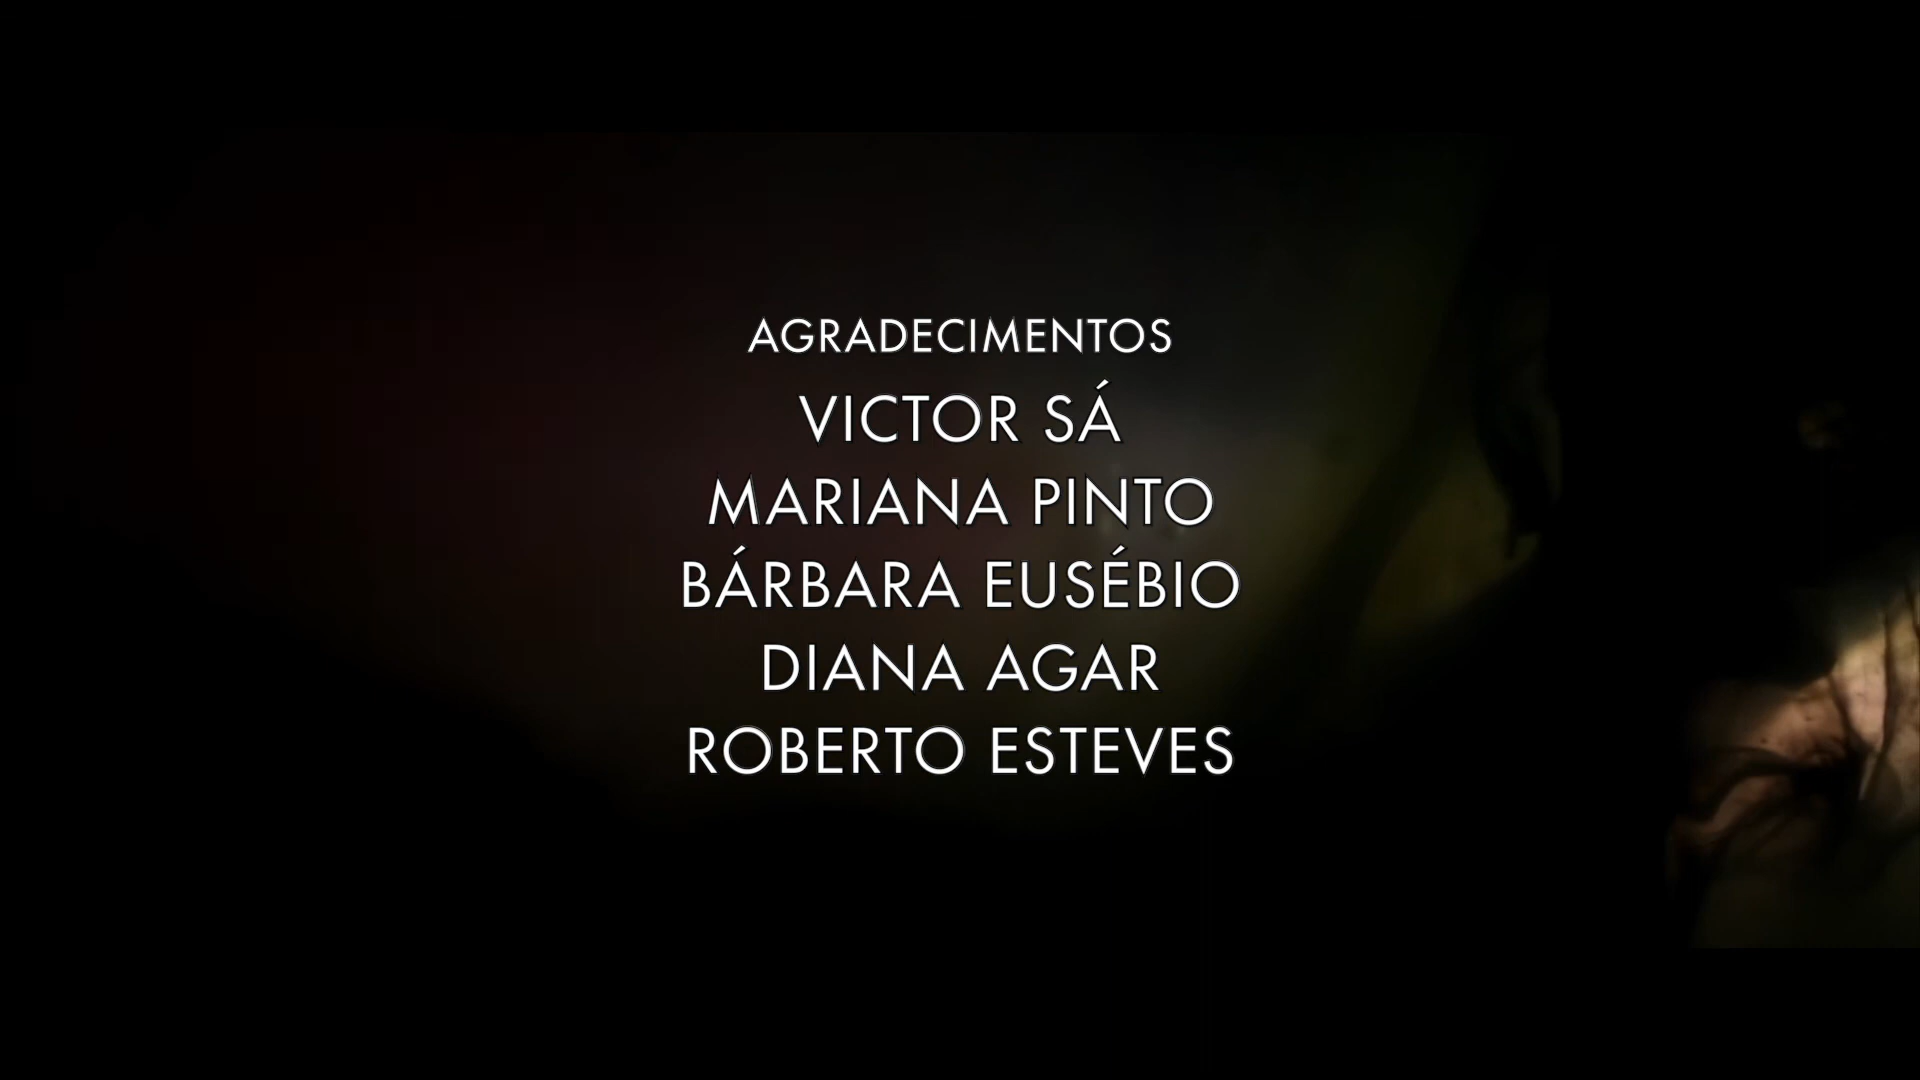 AGRADECIMENTOS
VICTOR SÁ
MARIANA PINTO
BÁRBARA EUSÉBIO
DIANA AGAR
ROBERTO ESTEVES